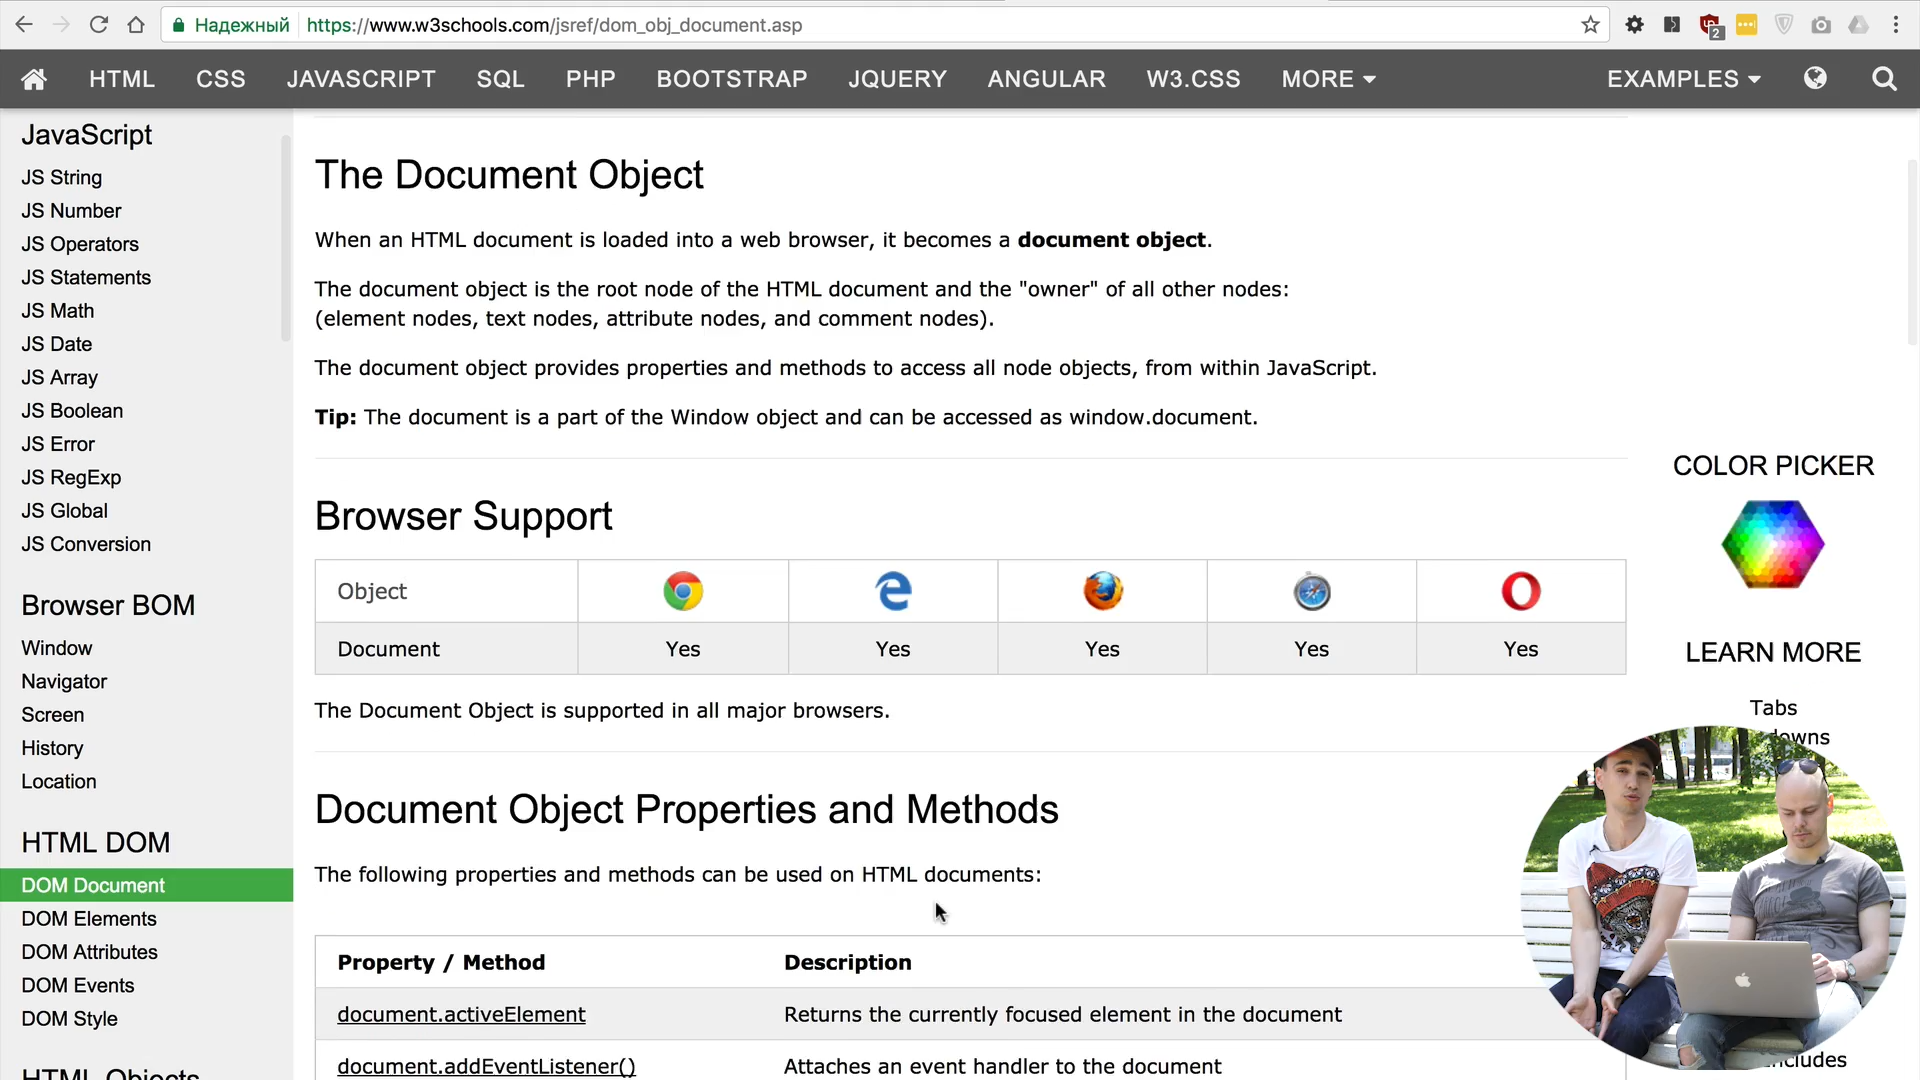 Надежный https://www.w3schools.com/jsref/dom_obj_document.asp
2
HTML CSS JAVASCRIPT SQL PHP BOOTSTRAP JQUERY ANGULAR W3.CSS MORE EXAMPLES
JavaScript
JS String
JS Number
JS Operators
JS Statements
JS Math
JS Date
JS Array
JS Boolean
JS Error
JS RegExp
JS Global
JS Conversion
Browser BOM
Window
Navigator
Screen
History
Location
HTML DOM
DOM Document
DOM Elements
DOM Attributes
DOM Events
DOM Style
HTML Objects
The Document Object
When an HTML document is loaded into a web browser, it becomes a document object.
The document object is the root node of the HTML document and the "owner" of all other nodes:
(element nodes, text nodes, attribute nodes, and comment nodes).
The document object provides properties and methods to access all node objects, from within JavaScript.
Tip: The document is a part of the Window object and can be accessed as window.document.
Browser Support
Object
Document Yes Yes Yes Yes Yes
The Document Object is supported in all major browsers.
Document Object Properties and Methods
The following properties and methods can be used on HTML documents:
Property / Method Description
document.activeElement Returns the currently focused element in the document
document.addEventListener() Attaches an event handler to the document
COLOR PICKER
LEARN MORE
Tabs